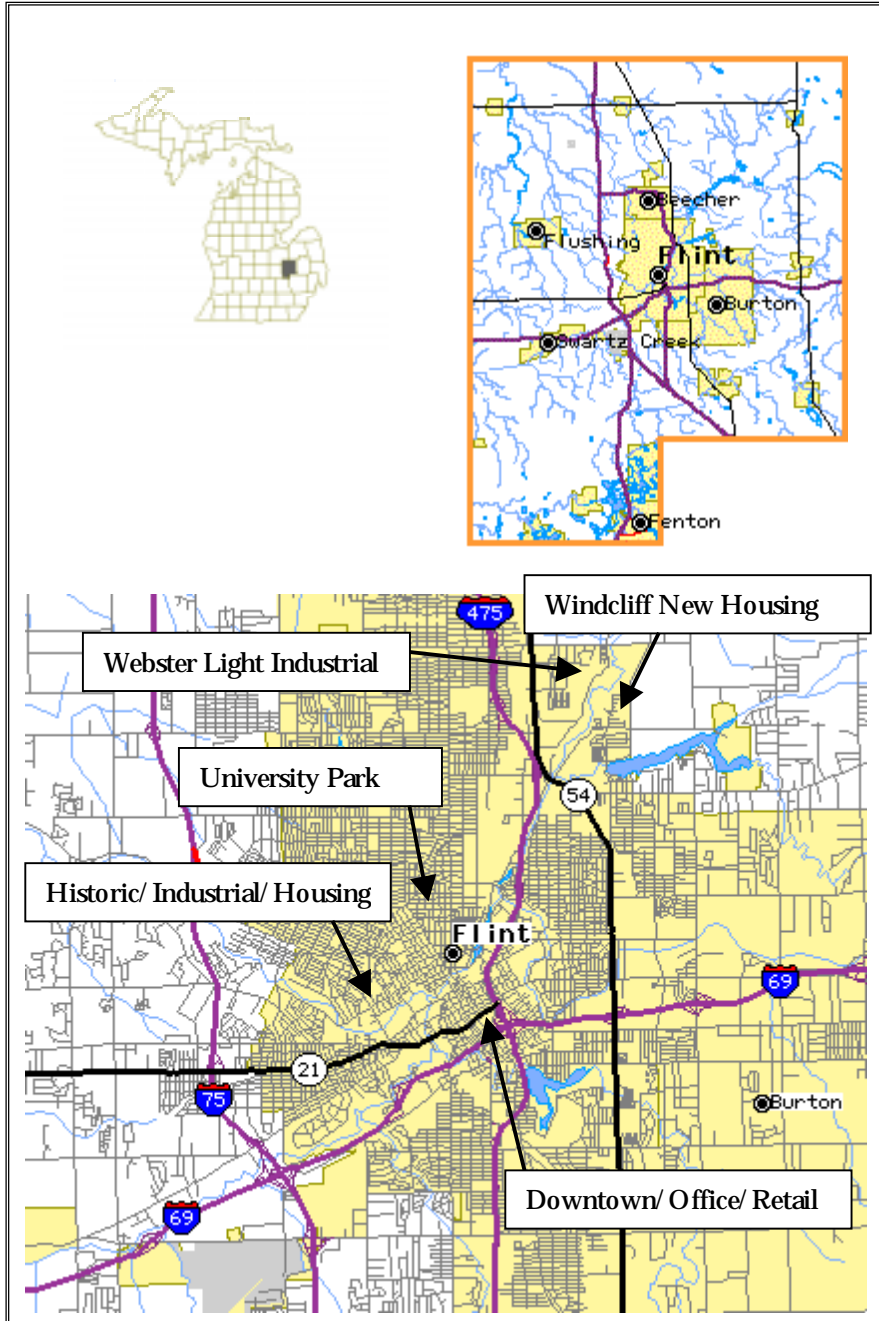 Beecher
Flushing
Flint
Burton
Swartz Creek
Fenton
475
Windcliff New Housing
Webster Light Industrial
University Park
54
Historic/ Industrial/ Housing
Flint
69
21
75
Burton
69
Downtown/ Office/ Retail